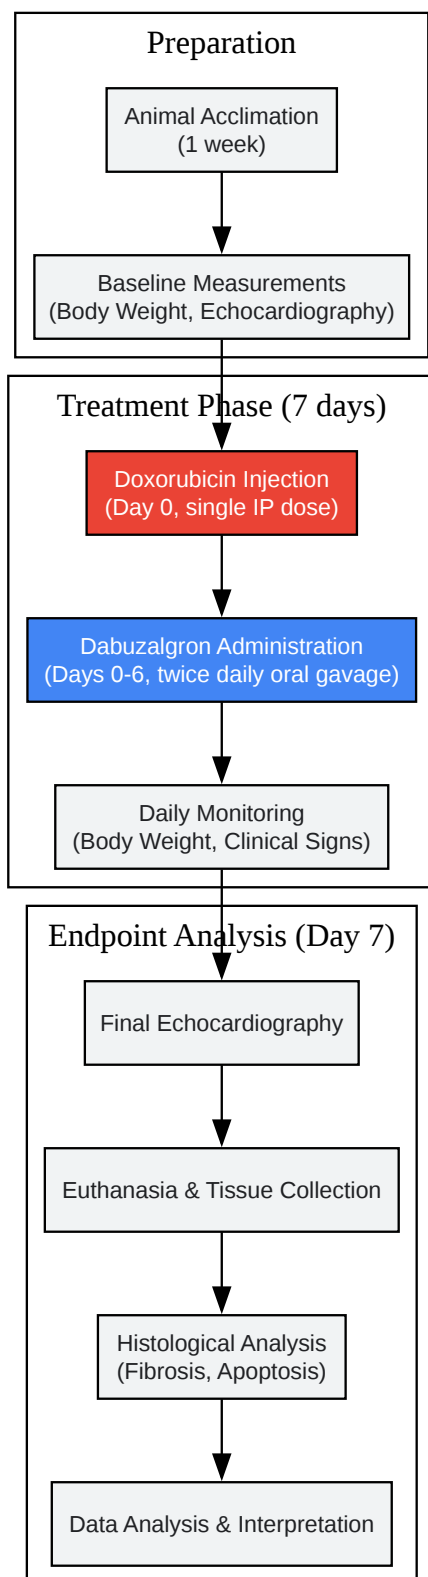 Preparation
Animal Acclimation
(1 week)
Baseline Measurements
(Body Weight, Echocardiography)
Treatment Phase (7 days)
Doxorubicin Injection
(Day 0, single IP dose)
Dabuzalgron Administration
(Days 0-6, twice daily oral gavage)
Daily Monitoring
(Body Weight, Clinical Signs)
Endpoint Analysis (Day 7)
Final Echocardiography
Euthanasia & Tissue Collection
Histological Analysis
(Fibrosis, Apoptosis)
Data Analysis & Interpretation